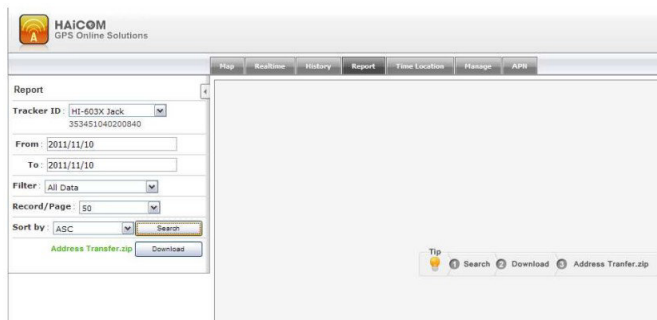 HAiCOM
GPS Online Solutions
Map Realtime History Report Time Location Manage APN
Report
Tracker ID : HI-603X Jack
353451040200840
From : 2011/11/10
To : 2011/11/10
Filter : All Data
Record/Page : 50
Sort by : ASC Search
Address Transfer.zip Download
Tip
1 Search 2 Download 3 Address Tranfer.zip